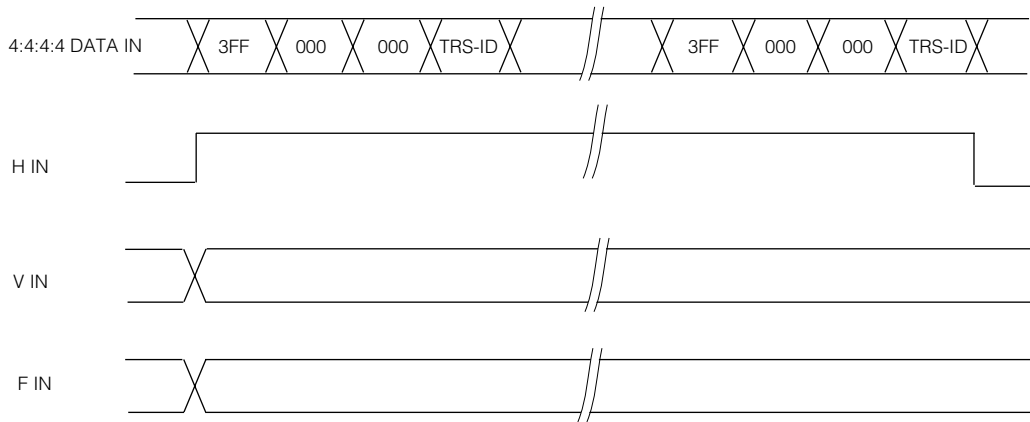 4:4:4:4 DATA IN 3FF 000 000 TRS-ID 3FF 000 000 TRS-ID
H IN
V IN
F IN